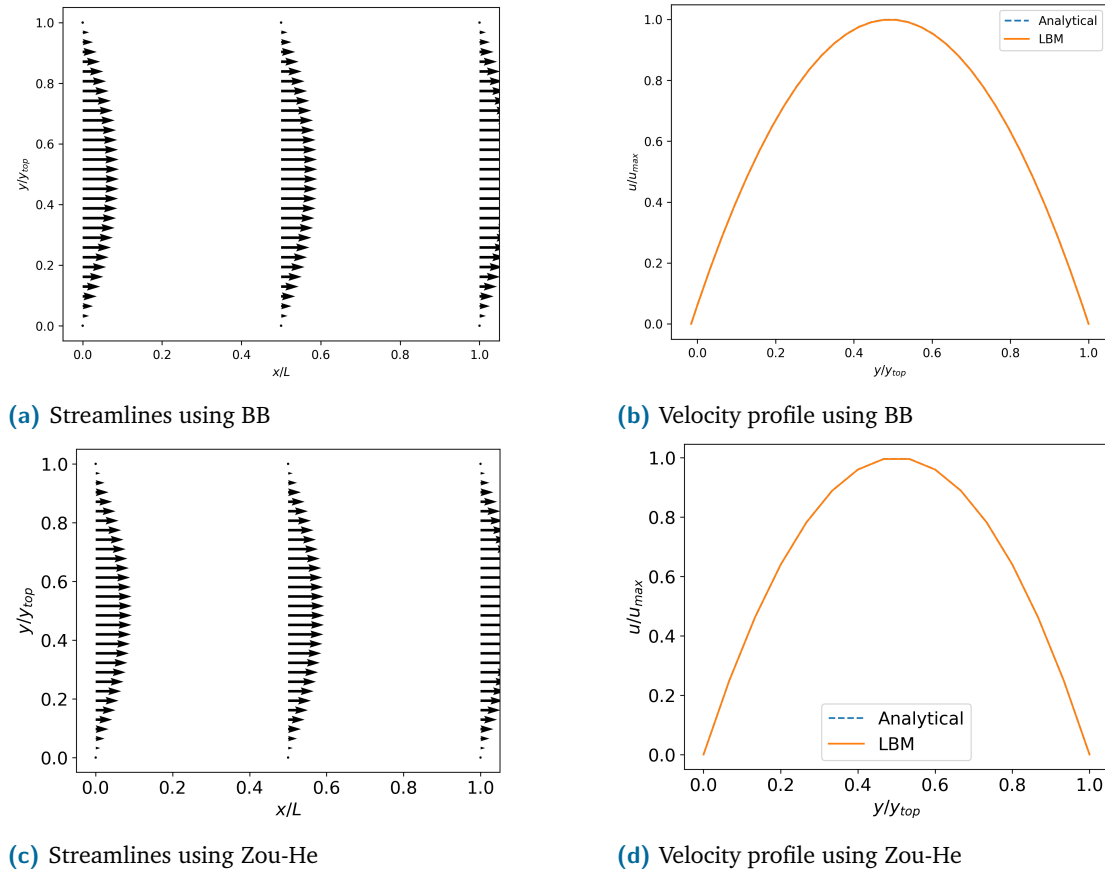 1.0
0.8
0.6
0.4
0.2
0.0
y/y_top
0.0 0.2 0.4 0.6 0.8 1.0
x/L
(a) Streamlines using BB
1.0
0.8
0.6
0.4
0.2
0.0
u/u_max
Analytical
LBM
0.0 0.2 0.4 0.6 0.8 1.0
y/y_top
(b) Velocity profile using BB
1.0
0.8
0.6
0.4
0.2
0.0
y/y_top
0.0 0.2 0.4 0.6 0.8 1.0
x/L
(c) Streamlines using Zou-He
1.0
0.8
0.6
0.4
0.2
0.0
u/u_max
Analytical
LBM
0.0 0.2 0.4 0.6 0.8 1.0
y/y_top
(d) Velocity profile using Zou-He